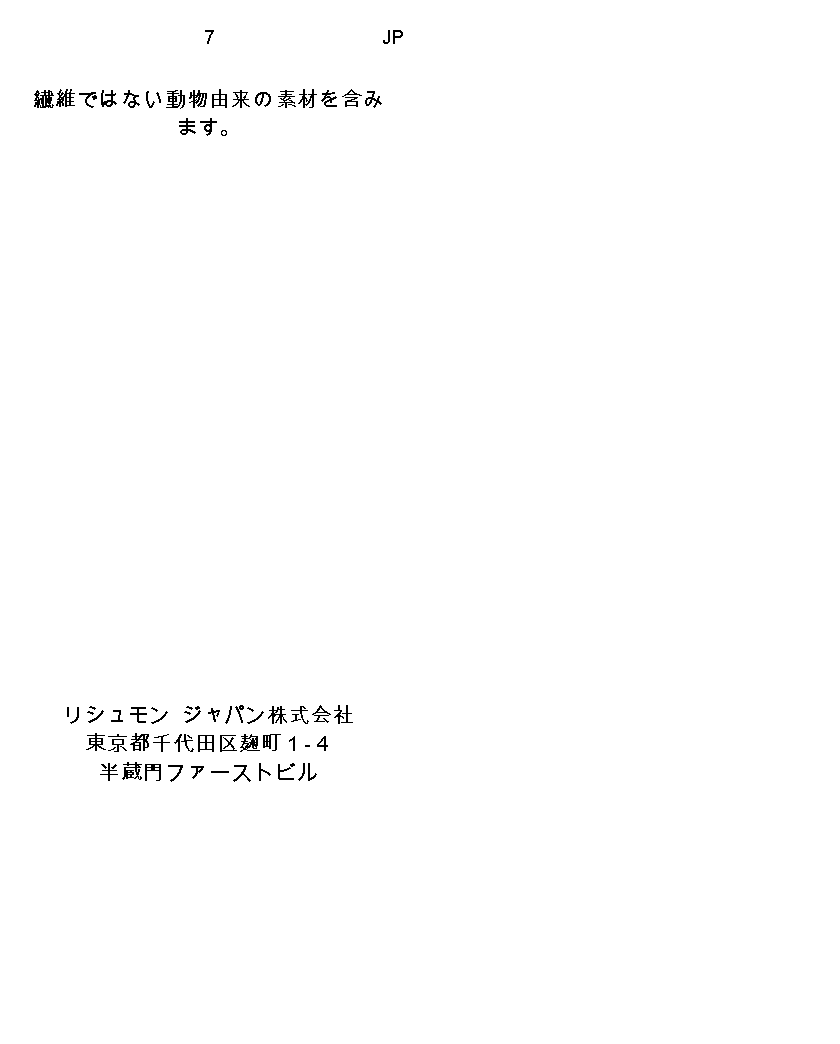 7 JP
繊維ではない動物由来の素材を含み
ます。
リシュモン ジャパン株式会社
東京都千代田区麹町1-4
半蔵門ファーストビル